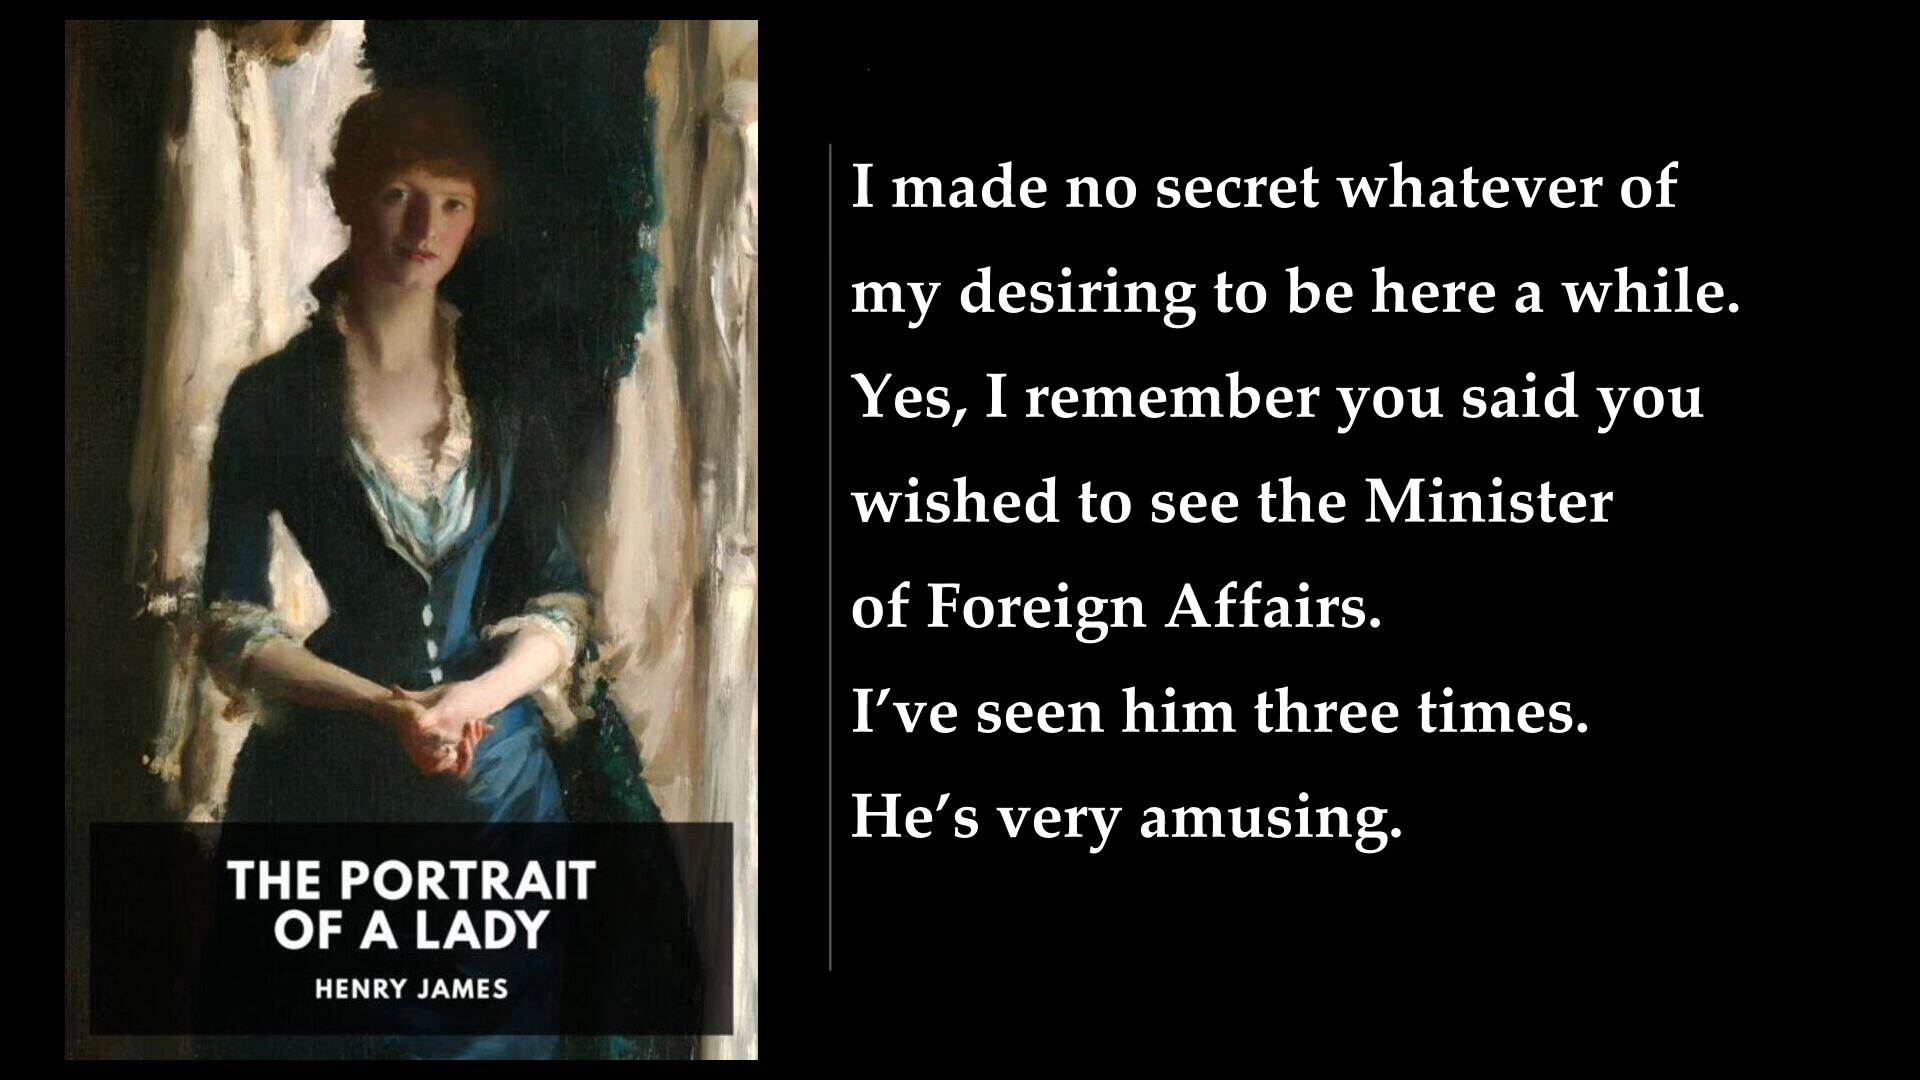 THE PORTRAIT
OF A LADY
HENRY JAMES
I made no secret whatever of
my desiring to be here a while.
Yes, I remember you said you
wished to see the Minister
of Foreign Affairs.
I’ve seen him three times.
He’s very amusing.